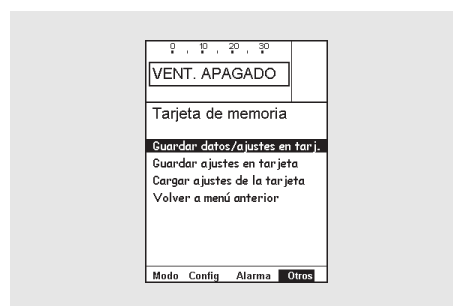 0 10 20 30
VENT. APAGADO
Tarjeta de memoria
Guardar datos/ajustes en tarj.
Guardar ajustes en tarjeta
Cargar ajustes de la tarjeta
Volver a menú anterior
Modo Config Alarma Otros